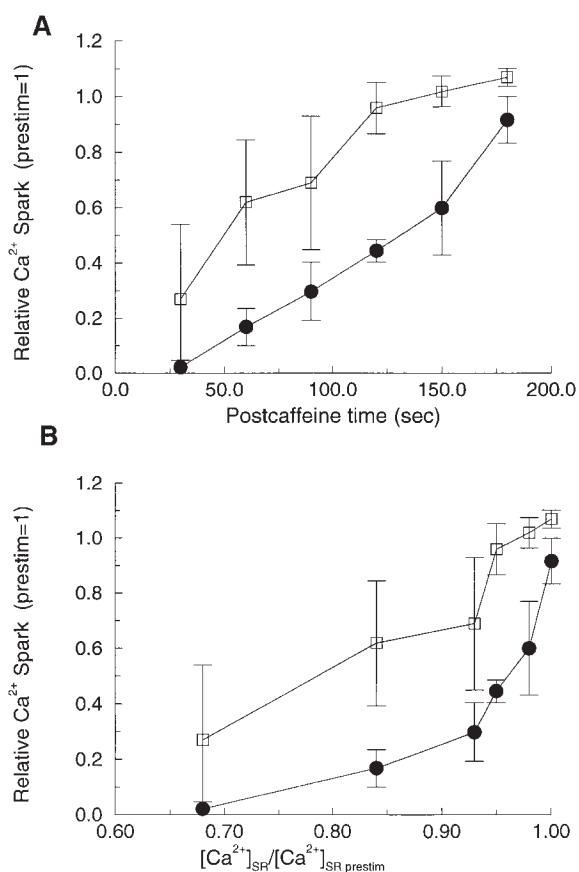 A
Relative Ca²⁺ Spark (prestim=1)
1.2
1.0
0.8
0.6
0.4
0.2
0.0
0.0 50.0 100.0 150.0 200.0
Postcaffeine time (sec)
B
Relative Ca²⁺ Spark (prestim=1)
1.2
1.0
0.8
0.6
0.4
0.2
0.0
0.60 0.70 0.80 0.90 1.00
[Ca²⁺]SR/[Ca²⁺]SR prestim